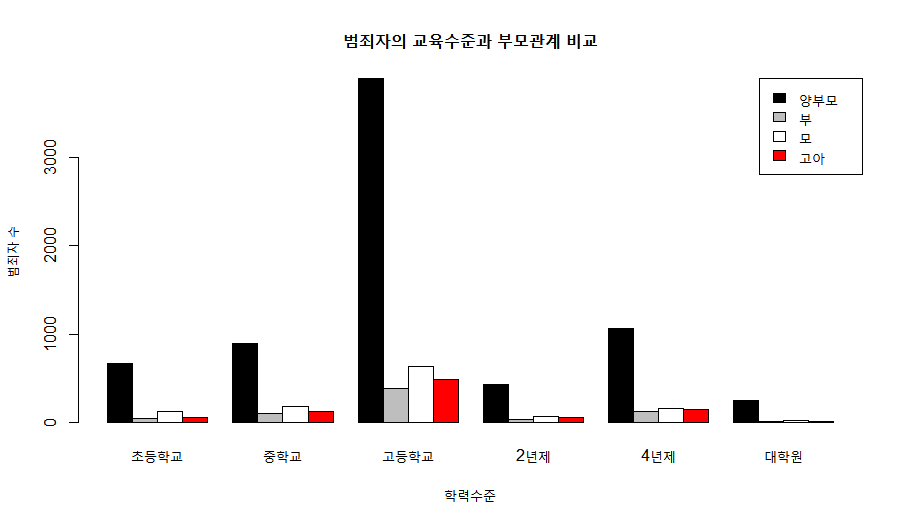 범죄자의 교육수준과 부모관계 비교
양부모
부
모
고아
범죄자 수
3000
2000
1000
0
초등학교 중학교 고등학교 2년제 4년제 대학원
학력수준